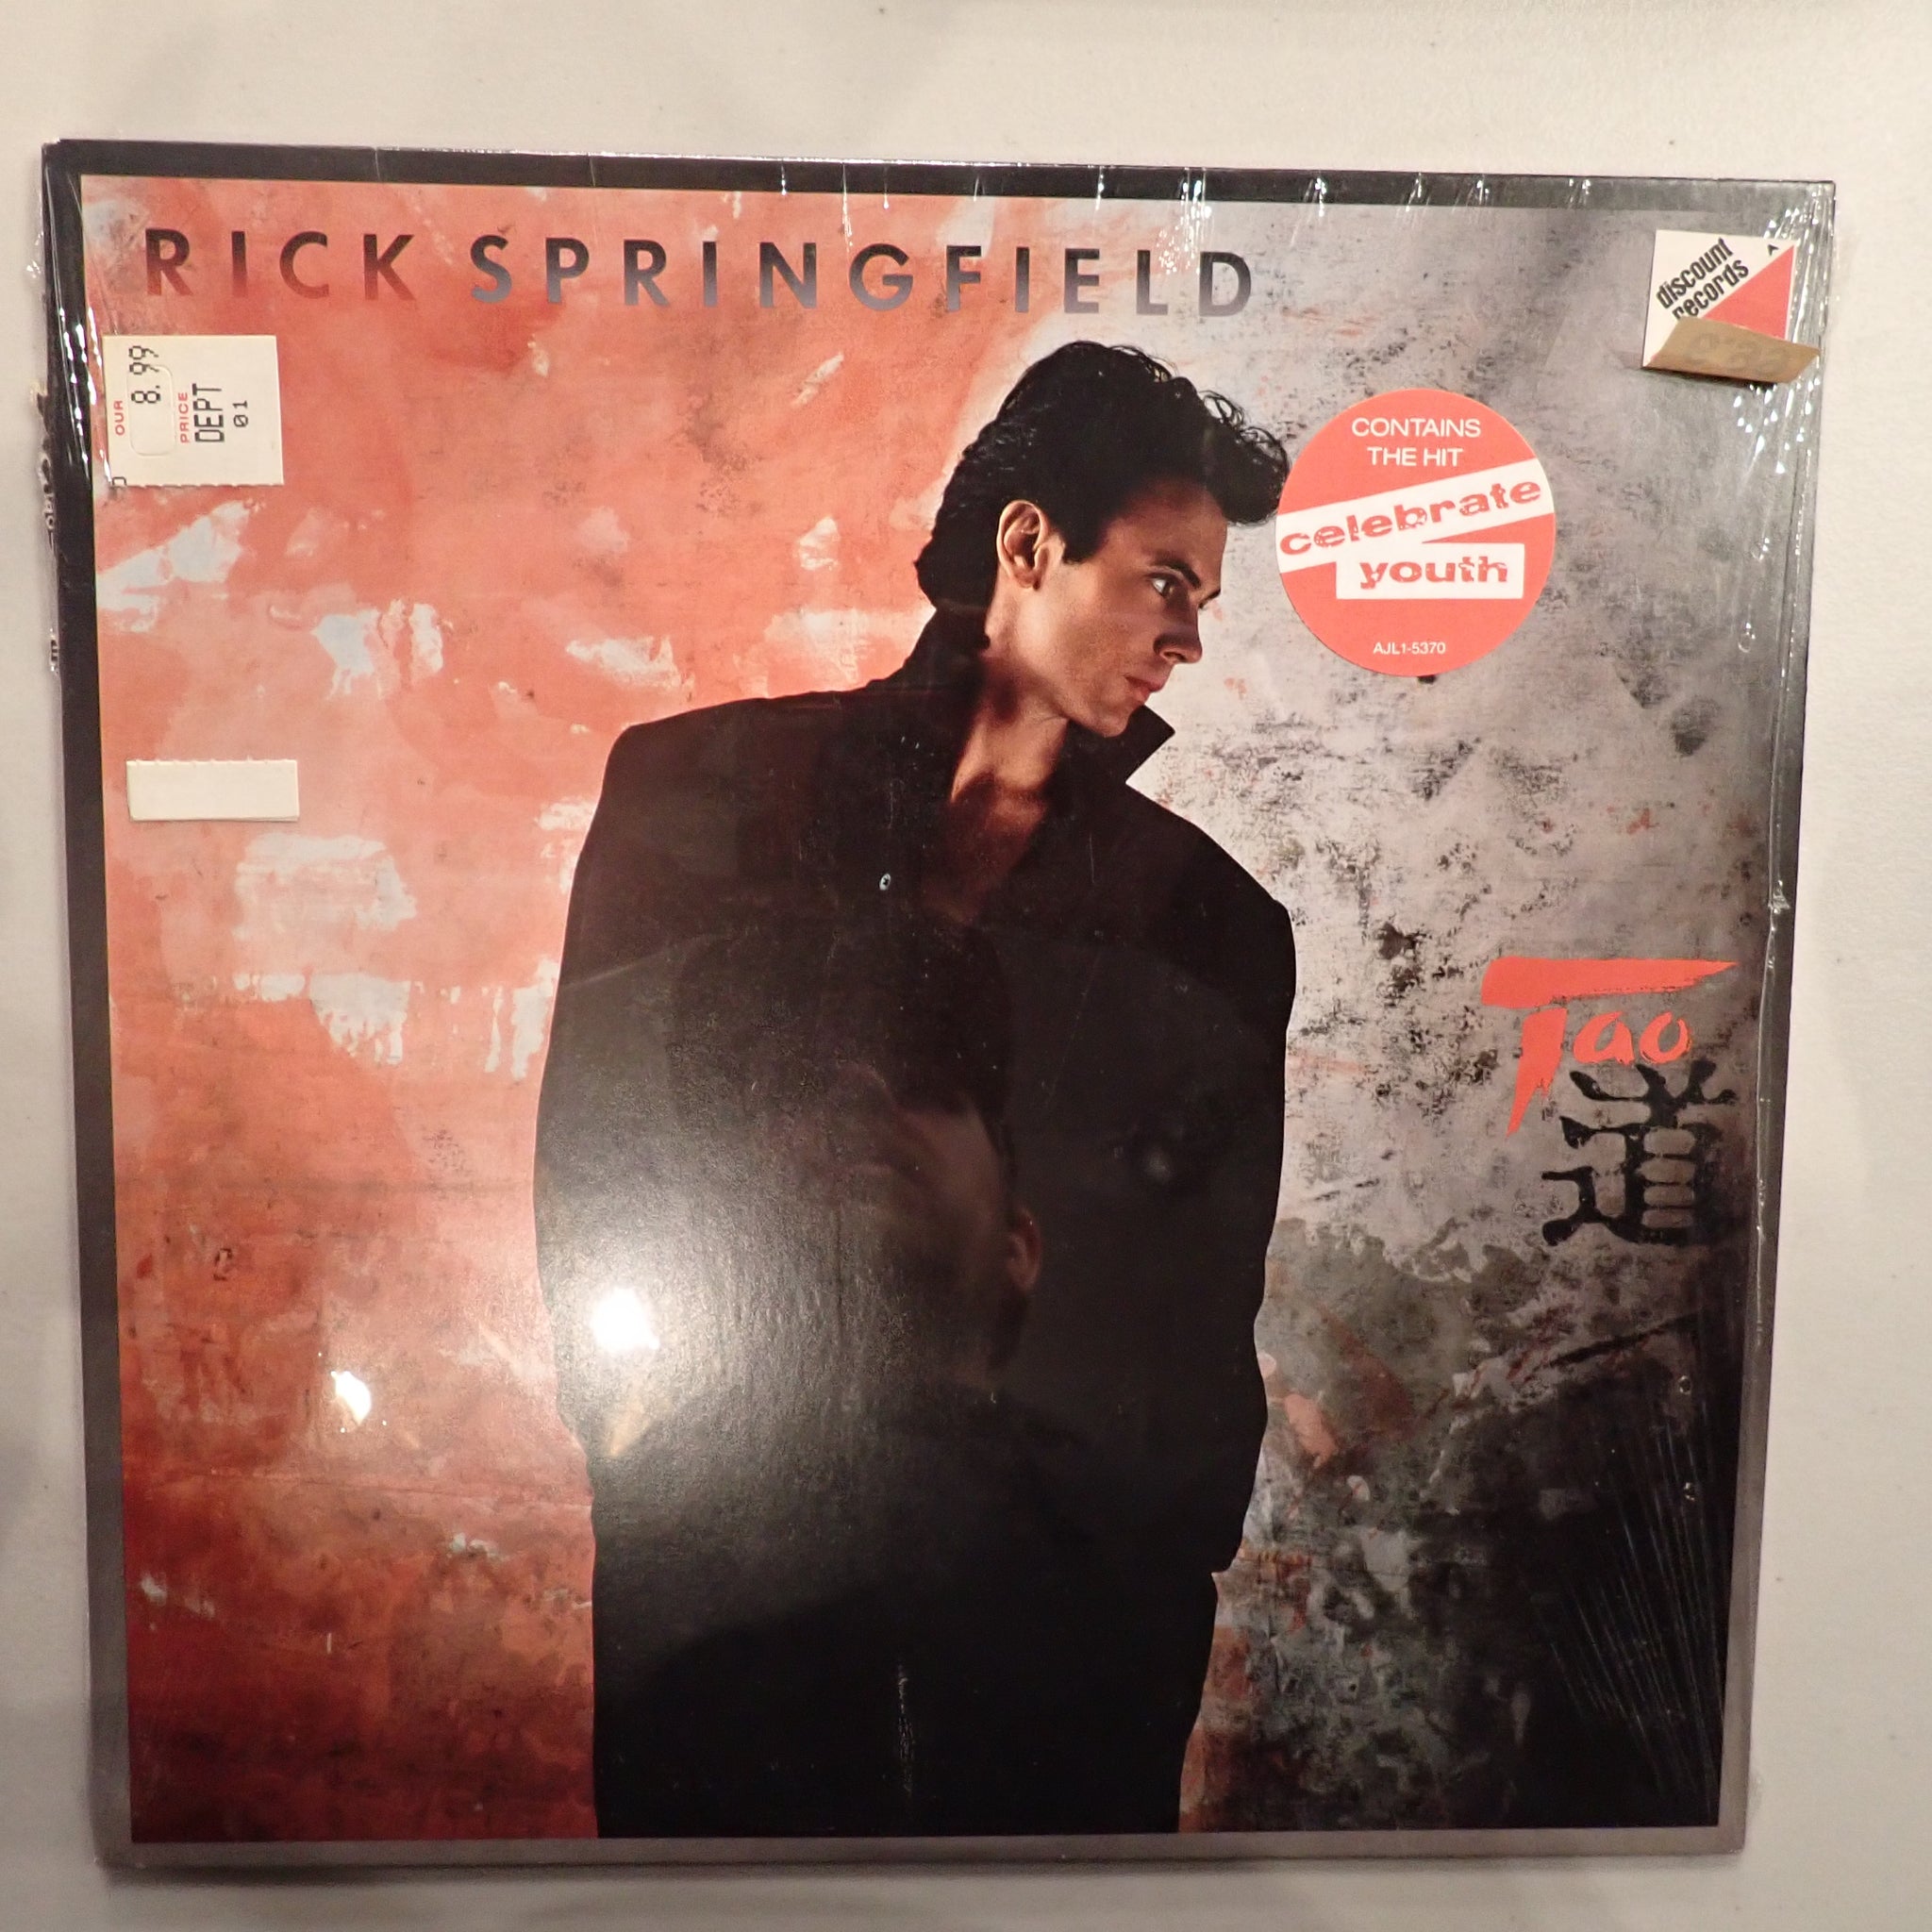 RICK SPRINGFIELD
discount
records
OUR
8.99
PRICE
DEPT
01
CONTAINS
THE HIT
celebrate
youth
AJL1-5370
Tao
道